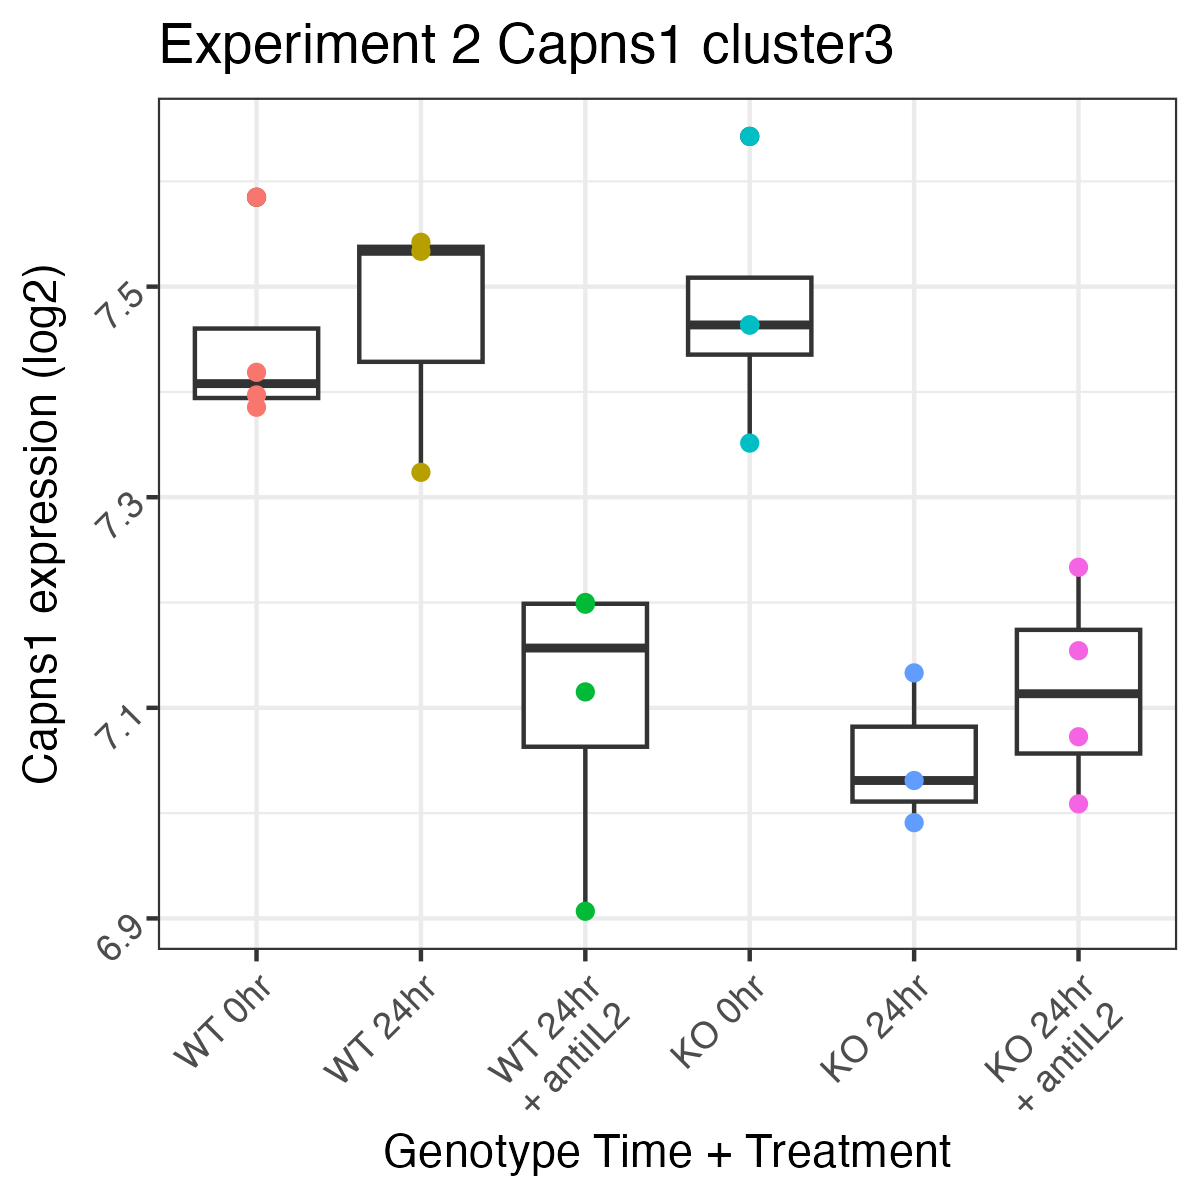 Experiment 2 Capns1 cluster3
Capns1 expression (log2)
7.5
7.3
7.1
6.9
WT 0hr
WT 24hr
WT 24hr
+ antiIL2
KO 0hr
KO 24hr
KO 24hr
+ antiIL2
Genotype Time + Treatment